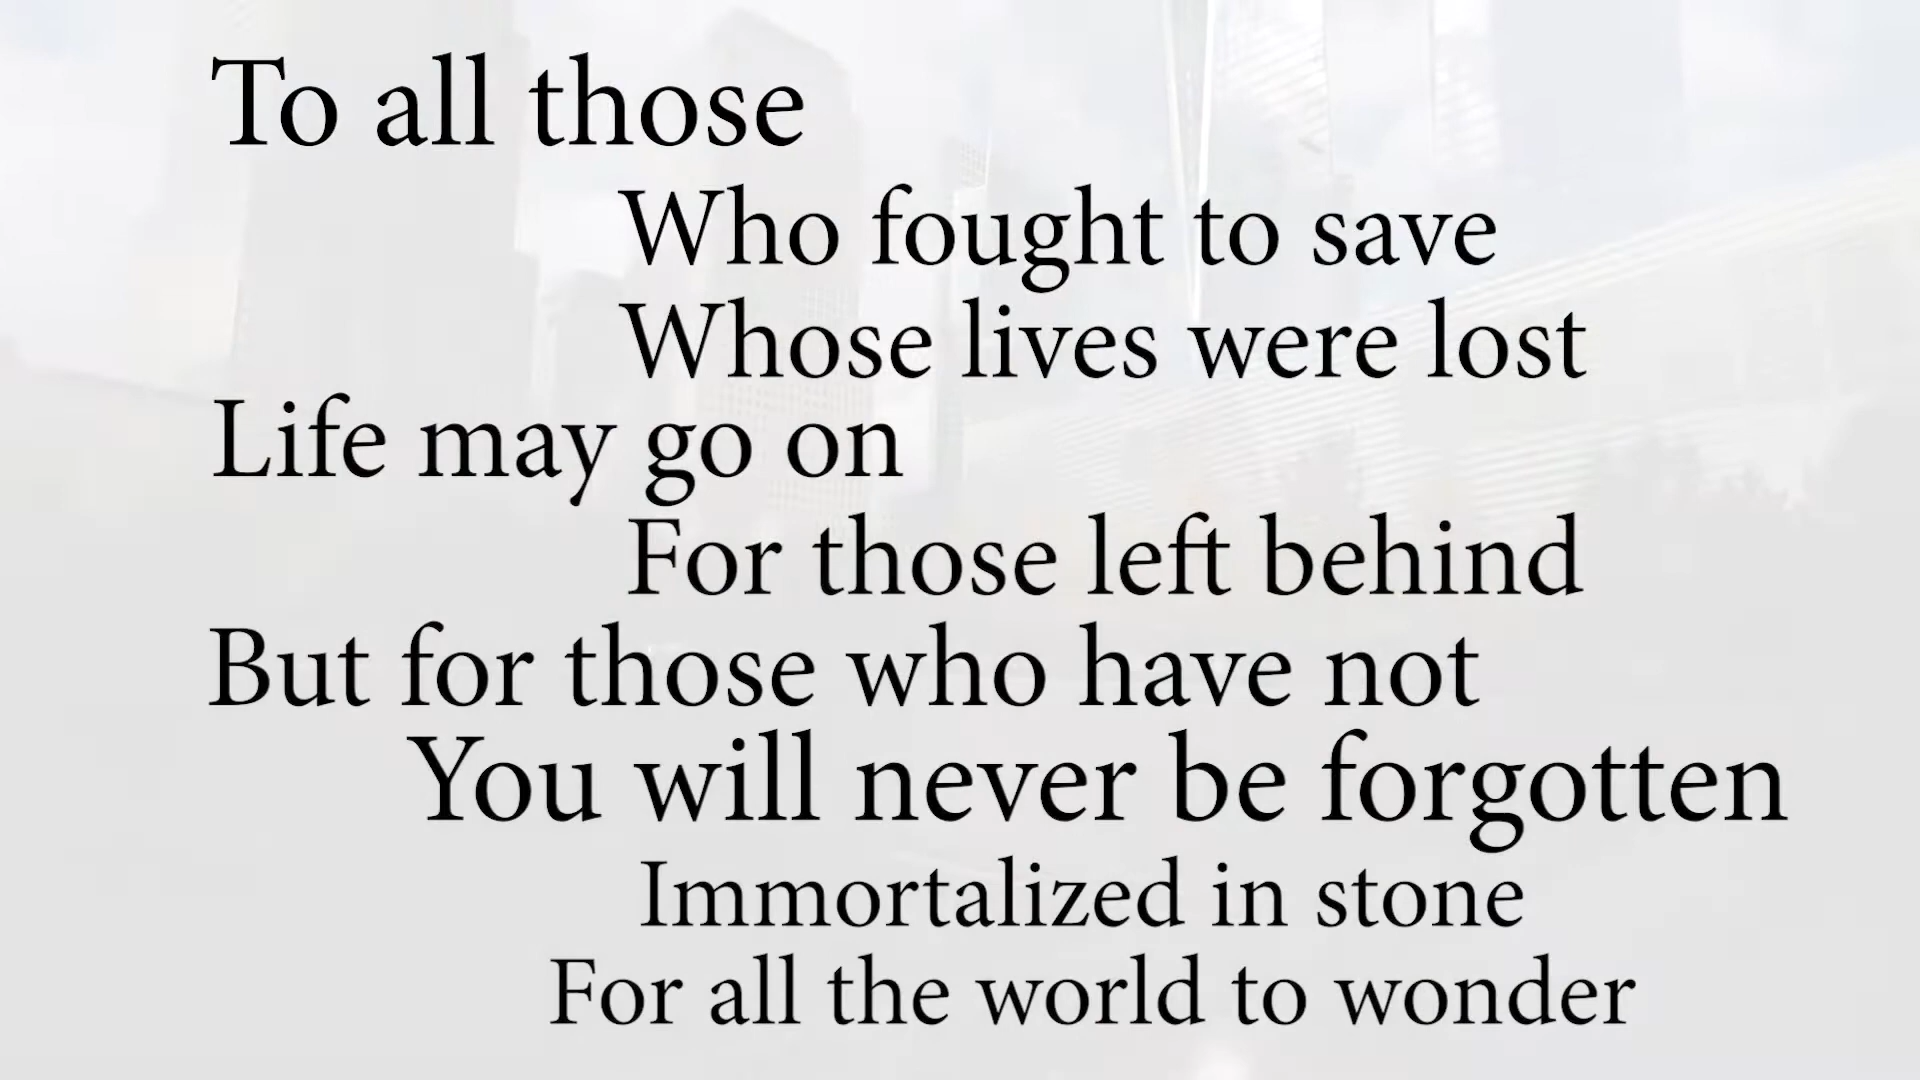 To all those
Who fought to save
Whose lives were lost
Life may go on
For those left behind
But for those who have not
You will never be forgotten
Immortalized in stone
For all the world to wonder